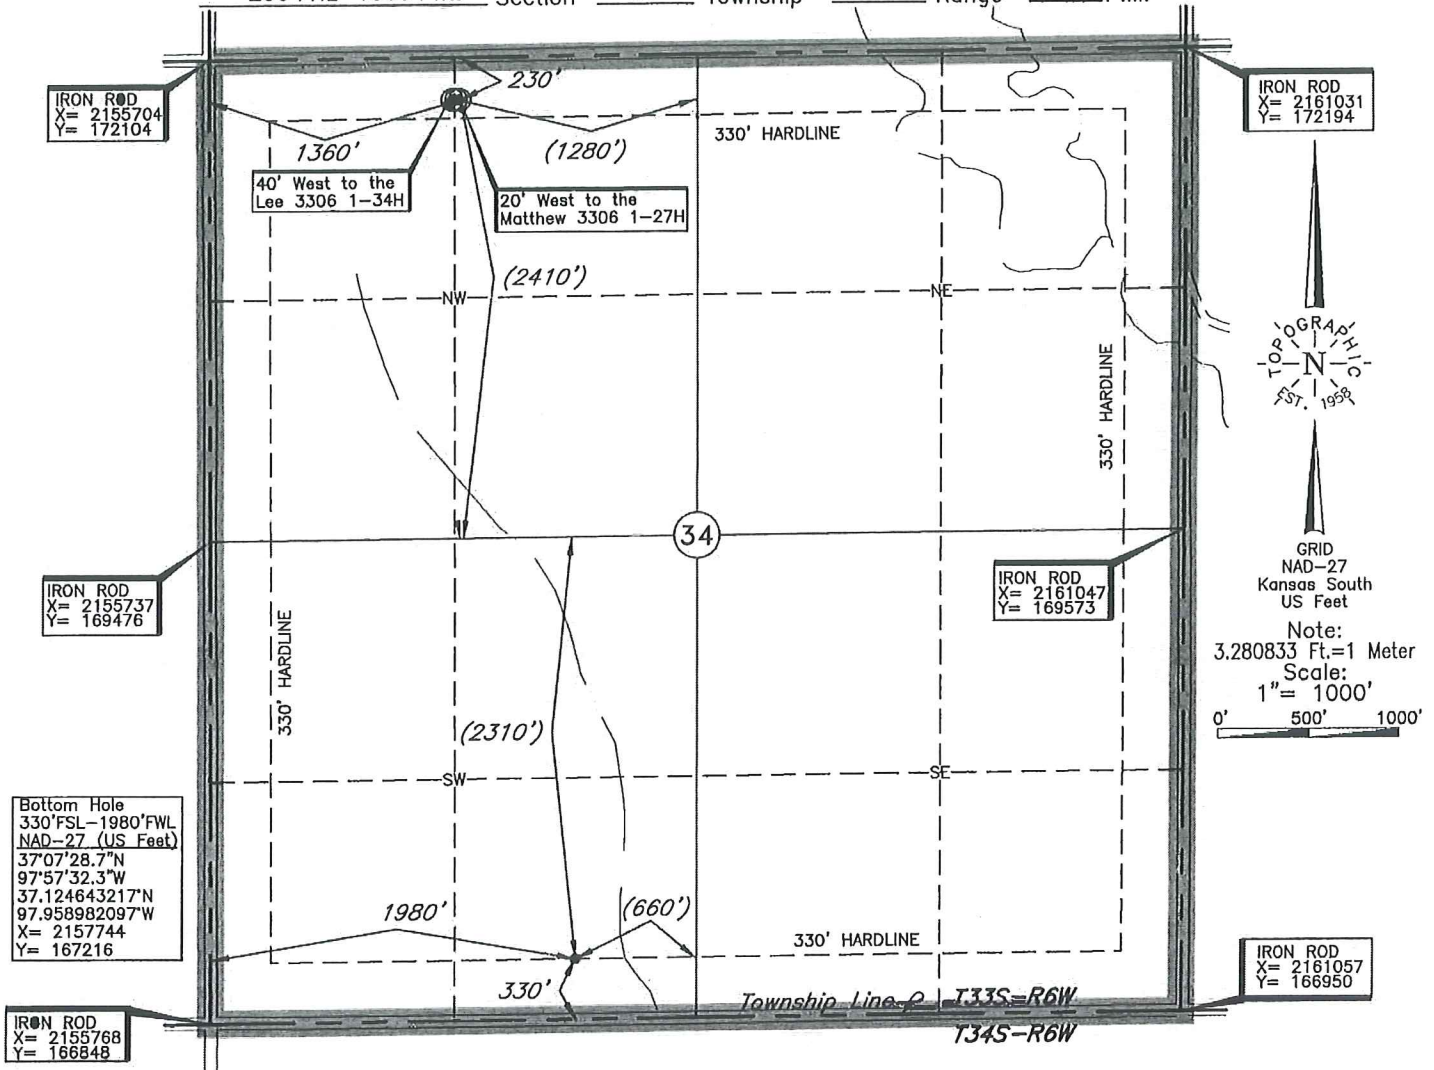 Section Township Range P.M.
IRON ROD
X= 2155704
Y= 172104
230'
1360'
(1280')
330' HARDLINE
IRON ROD
X= 2161031
Y= 172194
40' West to the
Lee 3306 1-34H
20' West to the
Matthew 3306 1-27H
(2410')
NW
NE
330' HARDLINE
TOPOGRAPHIC
N
EST. 1958
34
IRON ROD
X= 2155737
Y= 169476
IRON ROD
X= 2161047
Y= 169573
GRID
NAD-27
Kansas South
US Feet
Note:
3.280833 Ft.=1 Meter
Scale:
1"= 1000'
0' 500' 1000'
330' HARDLINE
(2310')
SW
SE
Bottom Hole
330'FSL-1980'FWL
NAD-27 (US Feet)
37°07'28.7"N
97°57'32.3"W
37.124643217°N
97.958982097°W
X= 2157744
Y= 167216
1980'
(660')
330' HARDLINE
330'
Township Line T33S-R6W
T34S-R6W
IRON ROD
X= 2161057
Y= 166950
IRON ROD
X= 2155768
Y= 166848